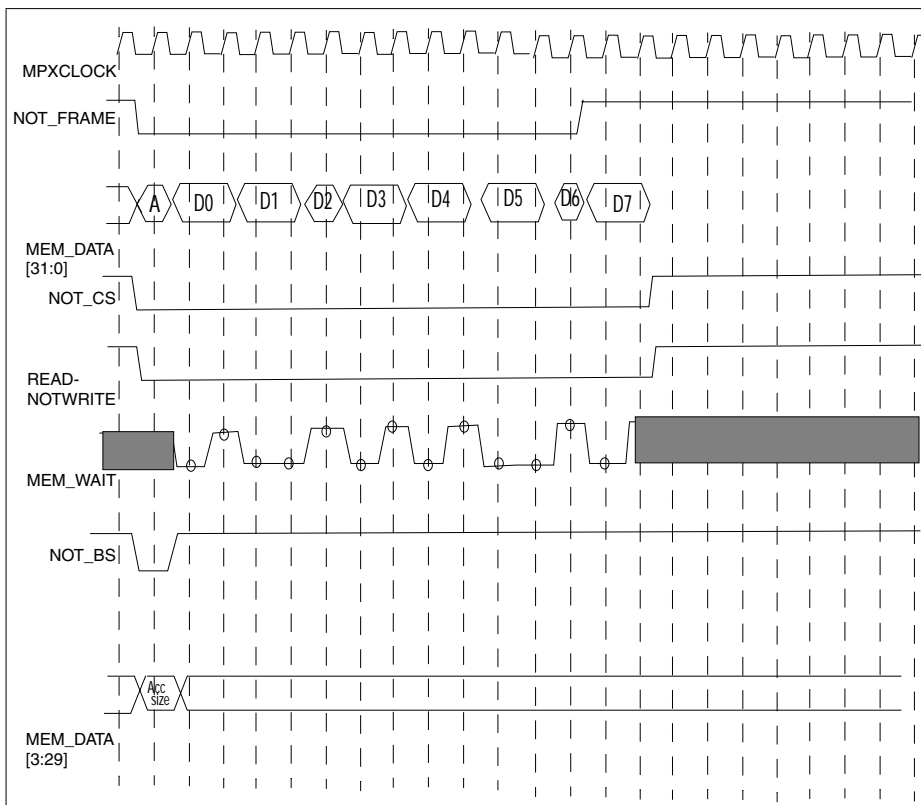 MPXCLOCK
NOT_FRAME
A D0 D1 D2 D3 D4 D5 D6 D7
MEM_DATA
[31:0]
NOT_CS
READ-
NOTWRITE
MEM_WAIT
NOT_BS
Acc
size
MEM_DATA
[3:29]